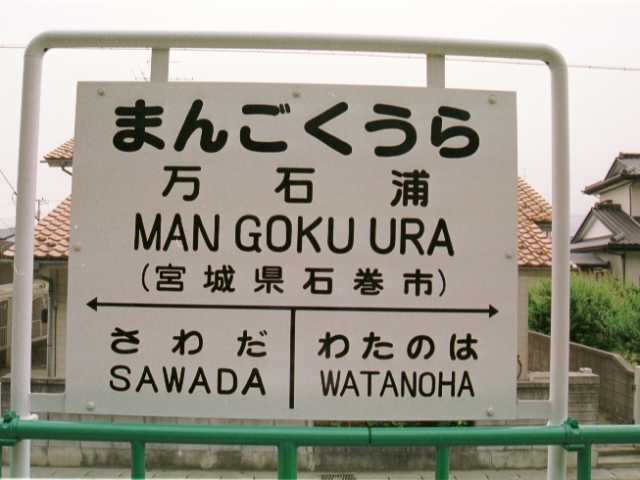 まんごくうら
万石浦
MAN GOKU URA
(宮城県石巻市)
さわだ わたのは
SAWADA WATANOHA